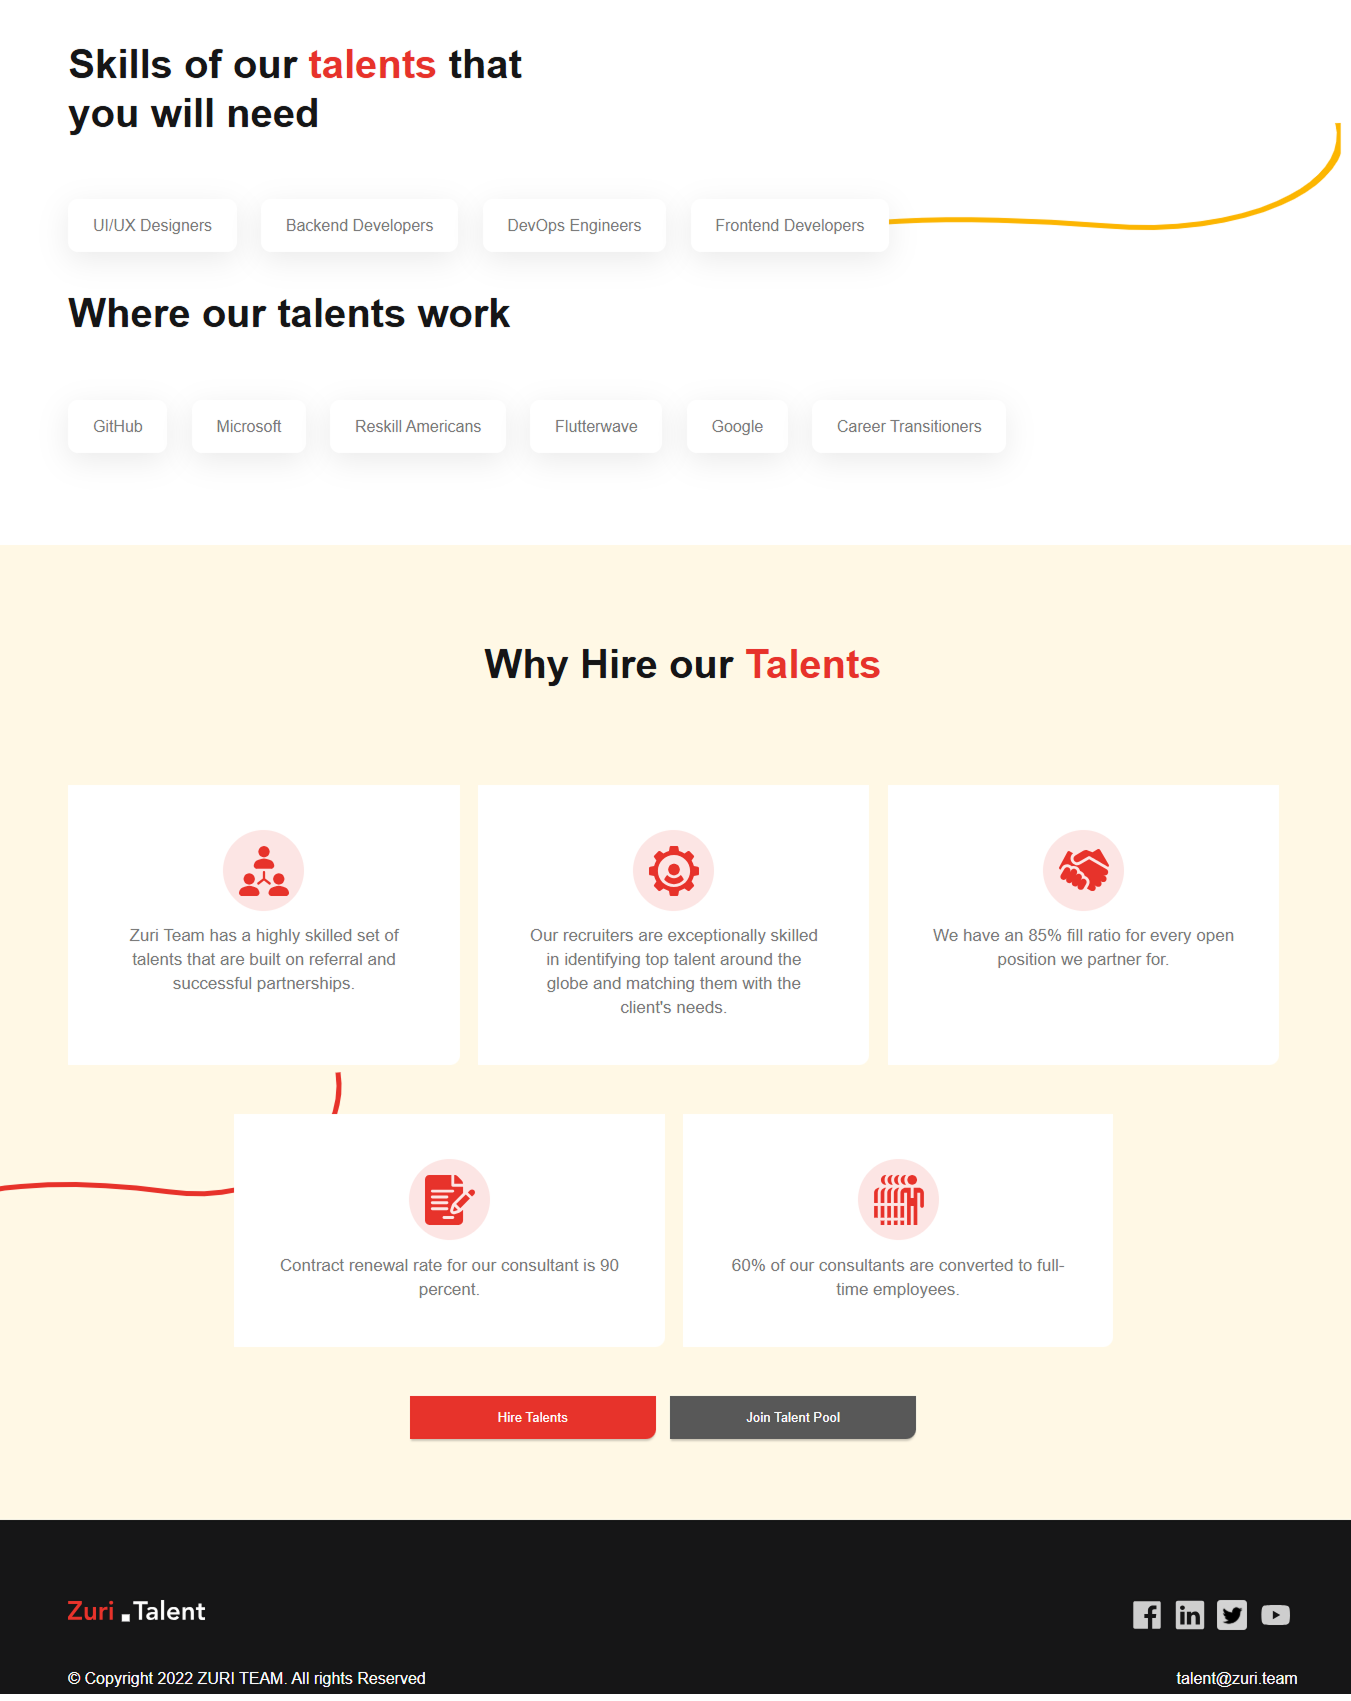 Skills of our talents that
you will need
UI/UX Designers
Backend Developers
DevOps Engineers
Frontend Developers
Where our talents work
GitHub
Microsoft
Reskill Americans
Flutterwave
Google
Career Transitioners
Why Hire our Talents
Zuri Team has a highly skilled set of
talents that are built on referral and
successful partnerships.
Our recruiters are exceptionally skilled
in identifying top talent around the
globe and matching them with the
client's needs.
We have an 85% fill ratio for every open
position we partner for.
Contract renewal rate for our consultant is 90
percent.
60% of our consultants are converted to full-
time employees.
Hire Talents
Join Talent Pool
Zuri .Talent
© Copyright 2022 ZURI TEAM. All rights Reserved
talent@zuri.team